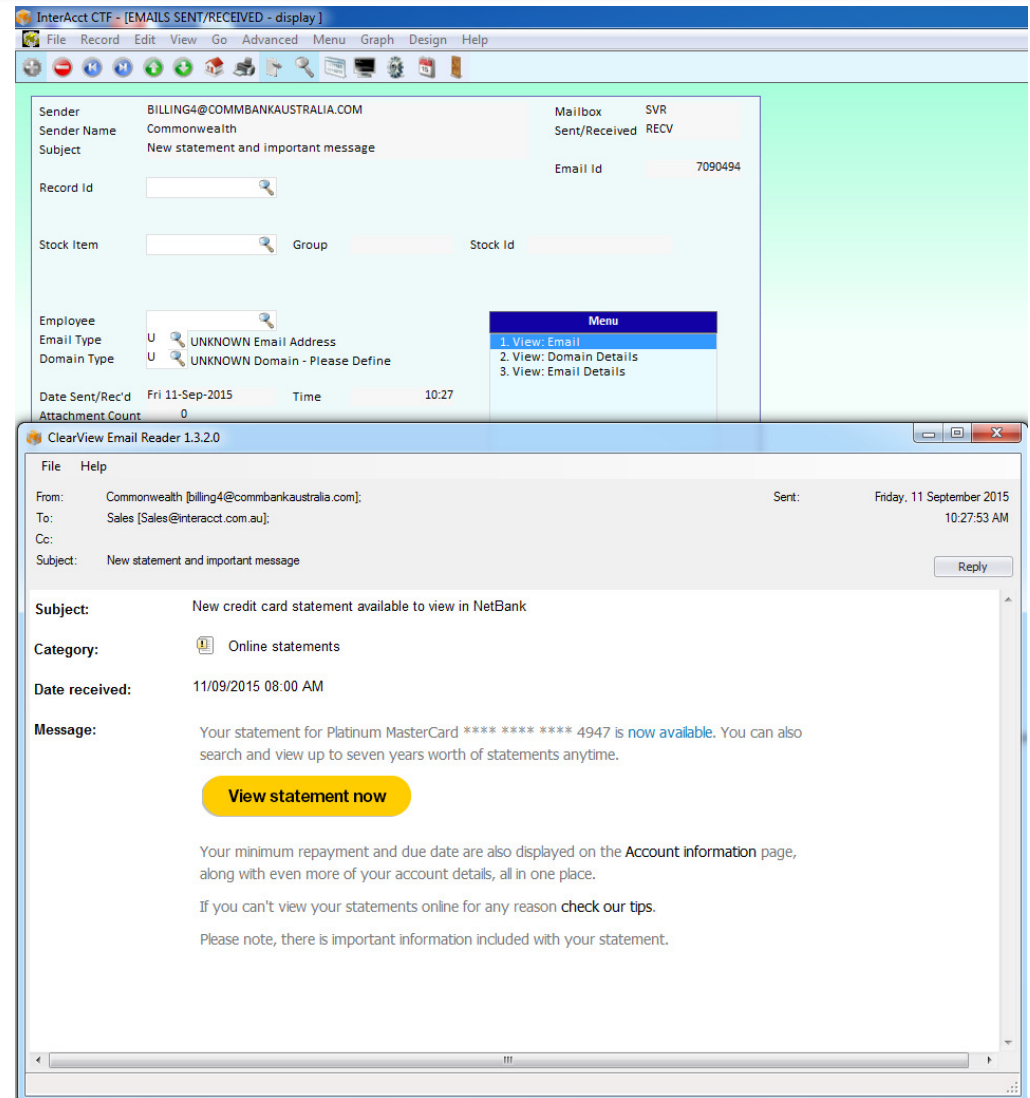 InterAcct CTF - [EMAILS SENT/RECEIVED - display ]
File Record Edit View Go Advanced Menu Graph Design Help
Sender BILLING4@COMMBANKAUSTRALIA.COM Mailbox SVR
Sender Name Commonwealth Sent/Received RECV
Subject New statement and important message
Email Id 7090494
Record Id
Stock Item Group Stock Id
Employee Menu
Email Type U UNKNOWN Email Address 1. View: Email
Domain Type U UNKNOWN Domain - Please Define 2. View: Domain Details
3. View: Email Details
Date Sent/Rec'd Fri 11-Sep-2015 Time 10:27
Attachment Count 0
ClearView Email Reader 1.3.2.0
File Help
From: Commonwealth [billing4@commbankaustralia.com]; Sent: Friday, 11 September 2015
To: Sales [Sales@interacct.com.au]; 10:27:53 AM
Cc:
Subject: New statement and important message
Reply
Subject: New credit card statement available to view in NetBank
Category: Online statements
Date received: 11/09/2015 08:00 AM
Message: Your statement for Platinum MasterCard **** **** **** 4947 is now available. You can also
search and view up to seven years worth of statements anytime.
View statement now
Your minimum repayment and due date are also displayed on the Account information page,
along with even more of your account details, all in one place.
If you can't view your statements online for any reason check our tips.
Please note, there is important information included with your statement.